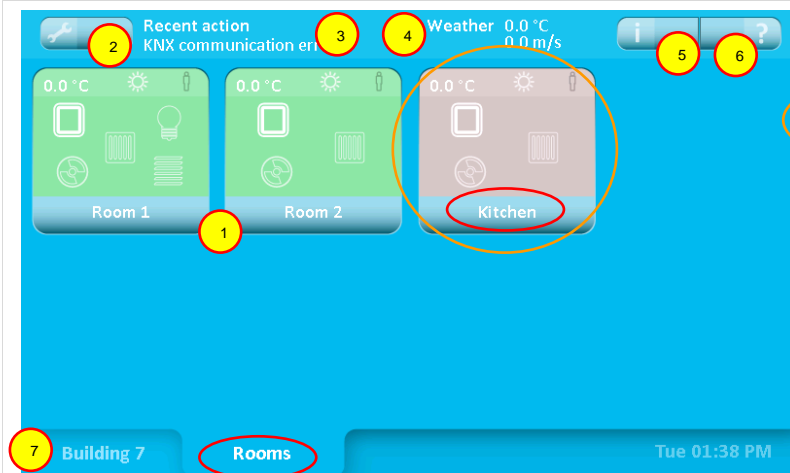 Recent action
KNX communication
Weather 0.0 °C
0.0 m/s
i ?
2 3 4 5 6
0.0 °C 0.0 °C 0.0 °C
Room 1 Room 2 Kitchen
1
7 Building 7 Rooms Tue 01:38 PM